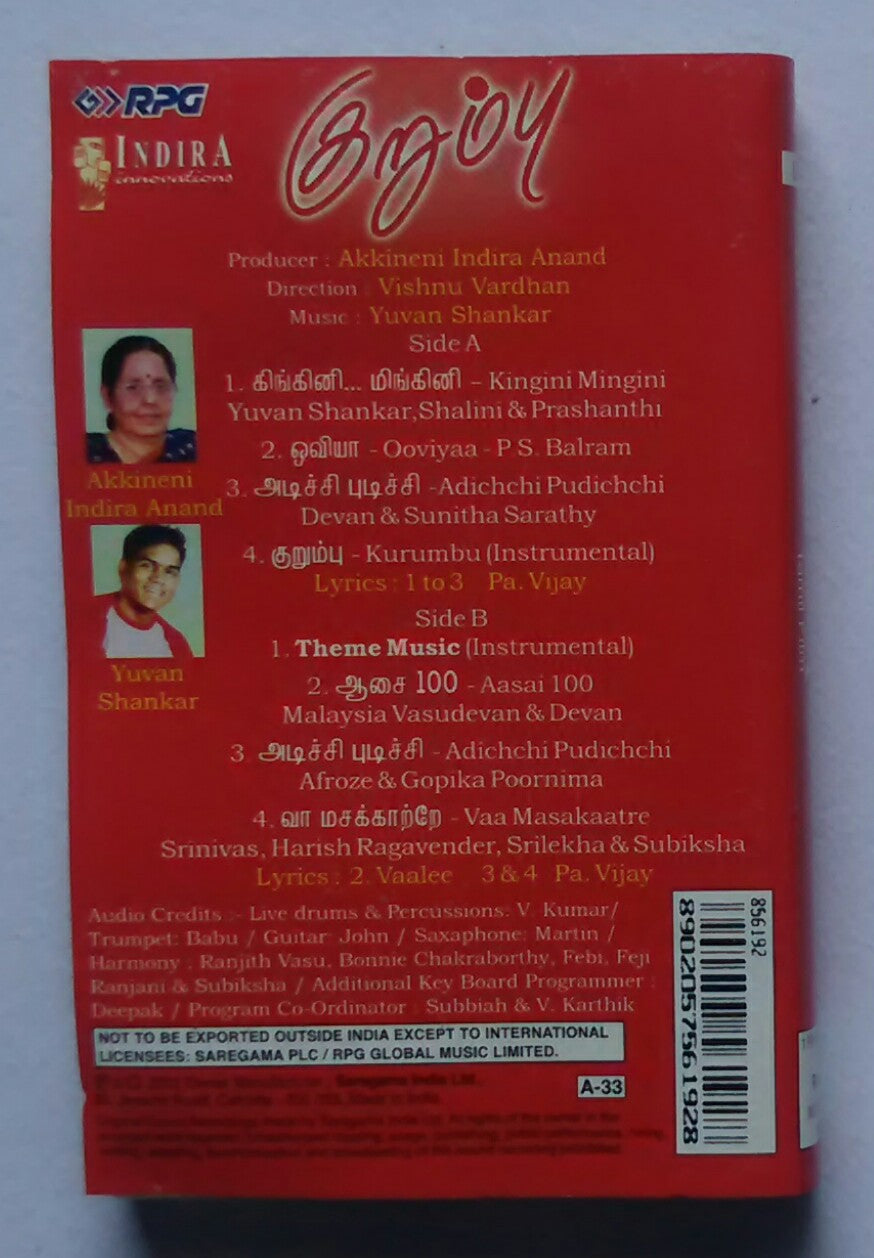 RPG
INDIRA
innovations
குறும்பு
Producer : Akkineni Indira Anand
Direction : Vishnu Vardhan
Music : Yuvan Shankar
Side A
1. கிங்கினி... மிங்கினி – Kingini Mingini
Yuvan Shankar, Shalini & Prashanthi
2. ஒவியா - Ooviyaa - P.S. Balram
3. அடிச்சி புடிச்சி -Adichchi Pudichchi
Devan & Sunitha Sarathy
4. குறும்பு - Kurumbu (Instrumental)
Lyrics : 1 to 3 Pa. Vijay
Akkineni
Indira Anand
Yuvan
Shankar
Side B
1. Theme Music (Instrumental)
2. ஆசை 100 - Aasai 100
Malaysia Vasudevan & Devan
3 அடிச்சி புடிச்சி - Adichchi Pudichchi
Afroze & Gopika Poornima
4. வா மசக்காற்றே - Vaa Masakaatre
Srinivas, Harish Ragavender, Srilekha & Subiksha
Lyrics : 2. Vaalee 3 & 4 Pa. Vijay
Audio Credits :- Live drums & Percussions: V. Kumar/
Trumpet: Babu / Guitar: John / Saxaphone: Martin /
Harmony : Ranjith Vasu, Bonnie Chakraborthy, Febi, Feji
Ranjani & Subiksha / Additional Key Board Programmer :
Deepak / Program Co-Ordinator : Subbiah & V. Karthik
NOT TO BE EXPORTED OUTSIDE INDIA EXCEPT TO INTERNATIONAL
LICENSEES: SAREGAMA PLC / RPG GLOBAL MUSIC LIMITED.
Saregama India Ltd.
A-33
856192
8902057561928